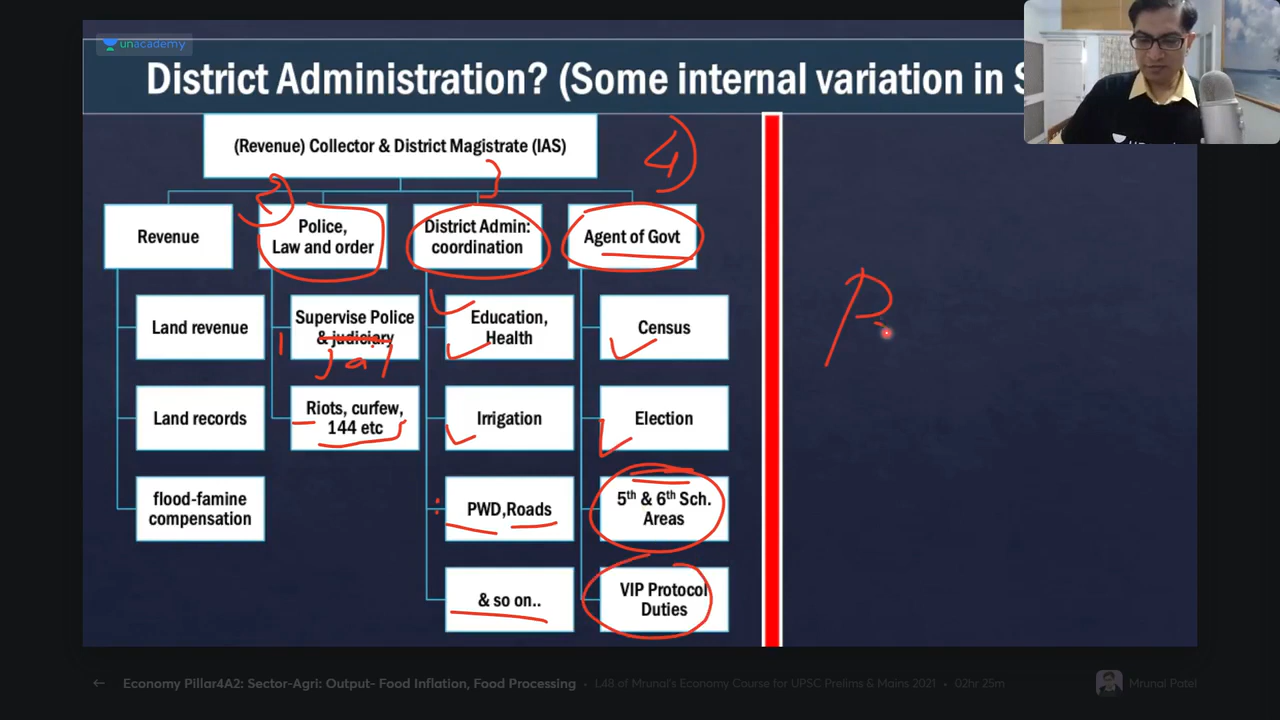 unacademy
District Administration? (Some internal variation in S
(Revenue) Collector & District Magistrate (IAS)
4)
Revenue
Police,
Law and order
District Admin:
coordination
Agent of Govt
Land revenue
Supervise Police
& judiciary
jail
Education,
Health
Census
Land records
Riots, curfew,
144 etc
Irrigation
Election
flood-famine
compensation
PWD,Roads
5th & 6th Sch.
Areas
& so on..
VIP Protocol
Duties
Economy Pillar4A2: Sector-Agri: Output- Food Inflation, Food Processing • L48 of Mrunal's Economy Course for UPSC Prelims & Mains 2021 • 02hr 25m
Mrunal Patel